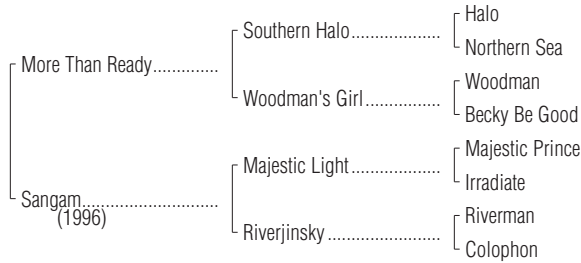 Halo
Southern Halo...................
Northern Sea
More Than Ready..............
Woodman
Woodman's Girl................
Becky Be Good
Majestic Prince
Majestic Light...................
Irradiate
Sangam.............................
(1996)
Riverman
Riverjinsky........................
Colophon